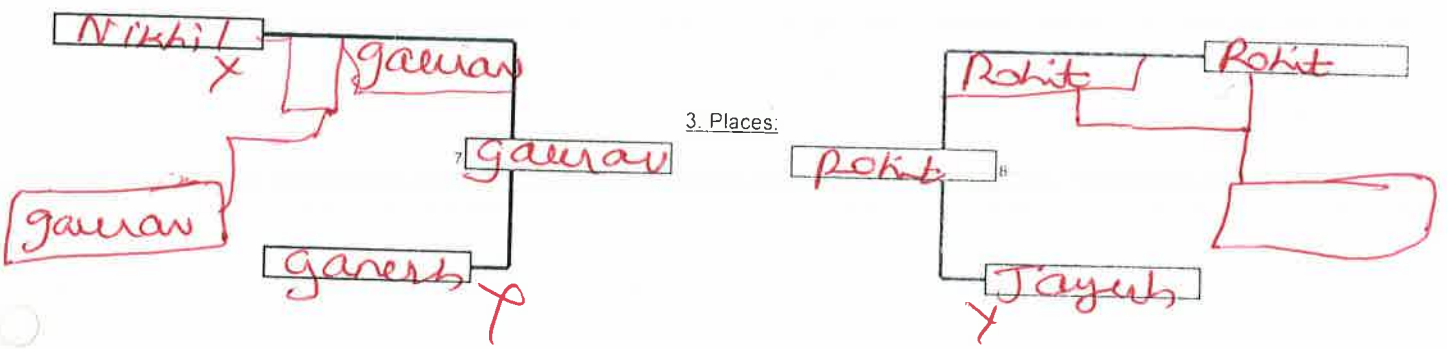 Nikhil
X
gaurav
Rohit
Rohit
3. Places:
7 gaurav
Rohit 8
gaurav
ganesh
X
Jayesh
X